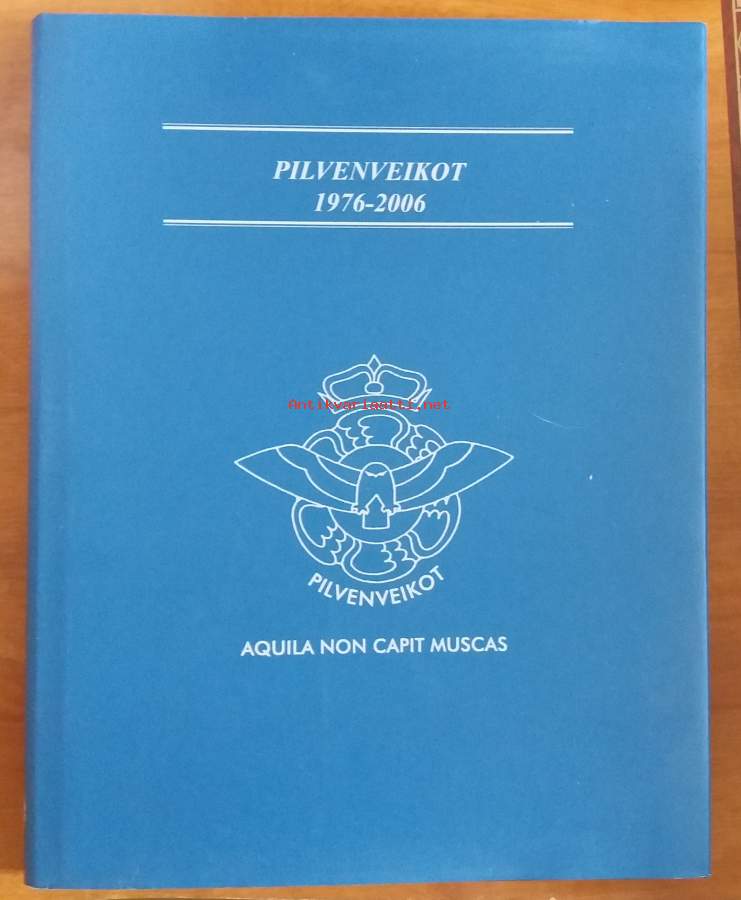 PILVENVEIKOT
1976-2006
Antikvariaatti.net
PILVENVEIKOT
AQUILA NON CAPIT MUSCAS